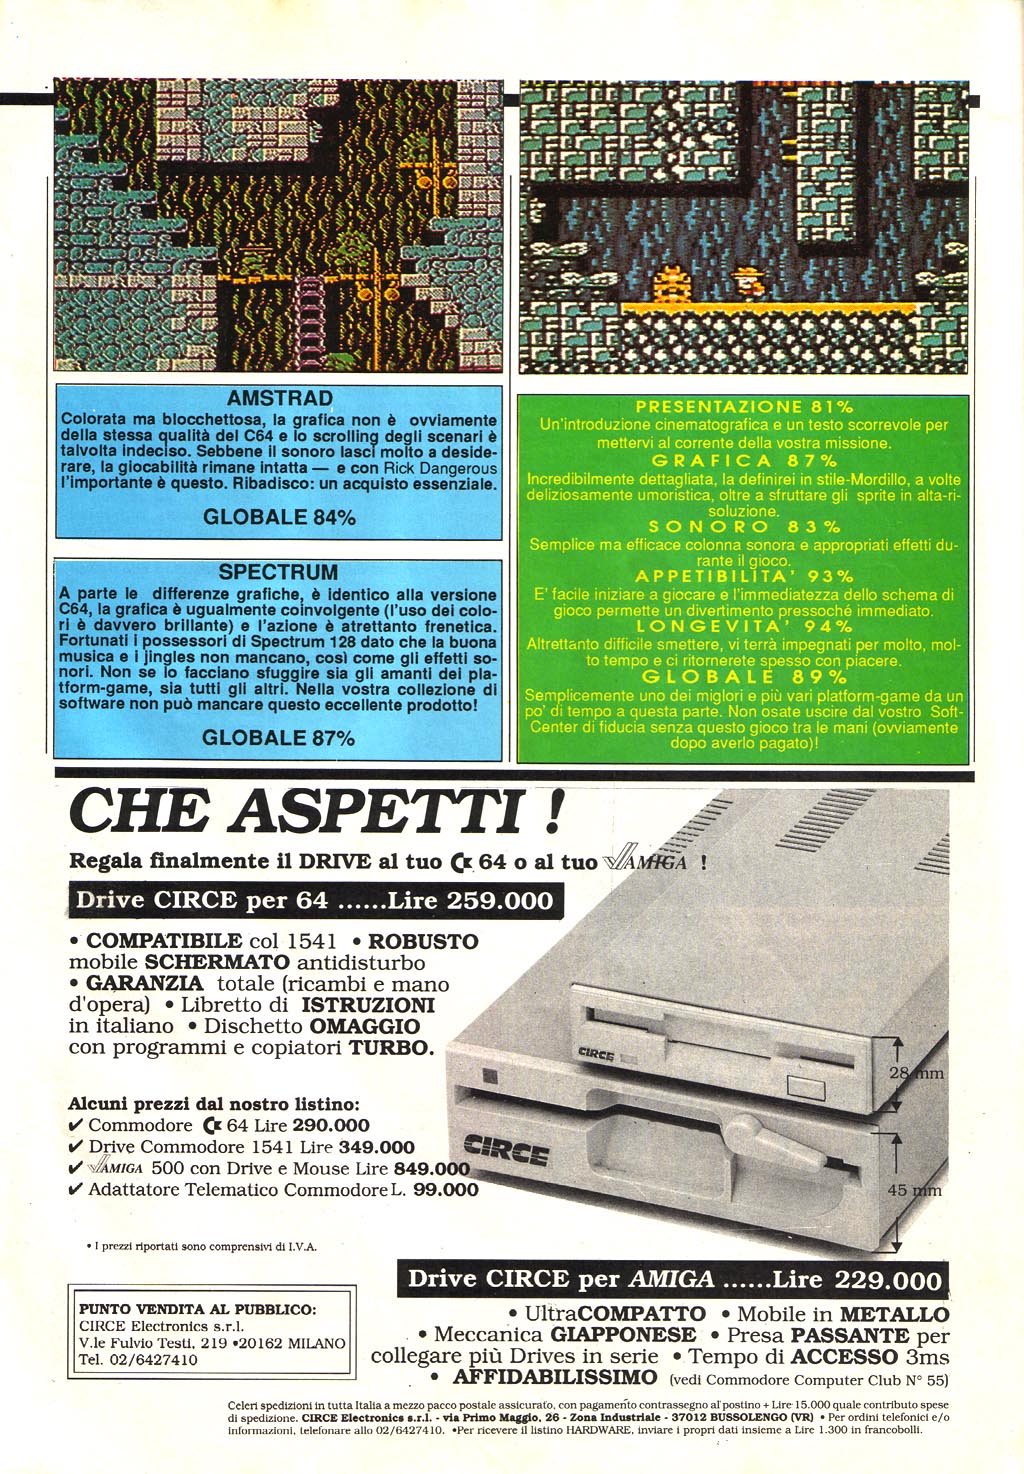 AMSTRAD
Colorata ma blocchettosa, la grafica non è ovviamente
della stessa qualità del C64 e lo scrolling degli scenari è
talvolta indeciso. Sebbene il sonoro lasci molto a deside-
rare, la giocabilità rimane intatta — e con Rick Dangerous
l'importante è questo. Ribadisco: un acquisto essenziale.
GLOBALE 84%
SPECTRUM
A parte le differenze grafiche, è identico alla versione
C64, la grafica è ugualmente coinvolgente (l'uso dei colo-
ri è davvero brillante) e l'azione è atrettanto frenetica.
Fortunati i possessori di Spectrum 128 dato che la buona
musica e i jingles non mancano, così come gli effetti so-
nori. Non se lo facciano sfuggire sia gli amanti dei pla-
tform-game, sia tutti gli altri. Nella vostra collezione di
software non può mancare questo eccellente prodotto!
GLOBALE 87%
PRESENTAZIONE 81%
Un'introduzione cinematografica e un testo scorrevole per
mettervi al corrente della vostra missione.
GRAFICA 87%
Incredibilmente dettagliata, la definirei in stile-Mordillo, a volte
deliziosamente umoristica, oltre a sfruttare gli sprite in alta-ri-
soluzione.
SONORO 83%
Semplice ma efficace colonna sonora e appropriati effetti du-
rante il gioco.
APPETIBILITA' 93%
E' facile iniziare a giocare e l'immediatezza dello schema di
gioco permette un divertimento pressoché immediato.
LONGEVITA' 94%
Altrettanto difficile smettere, vi terrà impegnati per molto, mol-
to tempo e ci ritornerete spesso con piacere.
GLOBALE 89%
Semplicemente uno dei miglori e più vari platform-game da un
po' di tempo a questa parte. Non osate uscire dal vostro Soft-
Center di fiducia senza questo gioco tra le mani (ovviamente
dopo averlo pagato)!
CHE ASPETTI !
Regala finalmente il DRIVE al tuo C 64 o al tuo AMIGA !
Drive CIRCE per 64 ......Lire 259.000
• COMPATIBILE col 1541 • ROBUSTO
mobile SCHERMATO antidisturbo
• GARANZIA totale (ricambi e mano
d'opera) • Libretto di ISTRUZIONI
in italiano • Dischetto OMAGGIO
con programmi e copiatori TURBO.
CIRCE
28 mm
Alcuni prezzi dal nostro listino:
✔ Commodore C 64 Lire 290.000
✔ Drive Commodore 1541 Lire 349.000
✔ AMIGA 500 con Drive e Mouse Lire 849.000
✔ Adattatore Telematico Commodore L. 99.000
CIRCE
45 mm
• I prezzi riportati sono comprensivi di I.V.A.
Drive CIRCE per AMIGA ......Lire 229.000
PUNTO VENDITA AL PUBBLICO:
CIRCE Electronics s.r.l.
V.le Fulvio Testi, 219 •20162 MILANO
Tel. 02/6427410
• UltraCOMPATTO • Mobile in METALLO
• Meccanica GIAPPONESE • Presa PASSANTE per
collegare più Drives in serie • Tempo di ACCESSO 3ms
• AFFIDABILISSIMO (vedi Commodore Computer Club N° 55)
Celeri spedizioni in tutta Italia a mezzo pacco postale assicurato, con pagamento contrassegno al postino + Lire 15.000 quale contributo spese
di spedizione. CIRCE Electronics s.r.l. - via Primo Maggio, 26 - Zona Industriale - 37012 BUSSOLENGO (VR) • Per ordini telefonici e/o
informazioni, telefonare allo 02/6427410. •Per ricevere il listino HARDWARE, inviare i propri dati insieme a Lire 1.300 in francobolli.